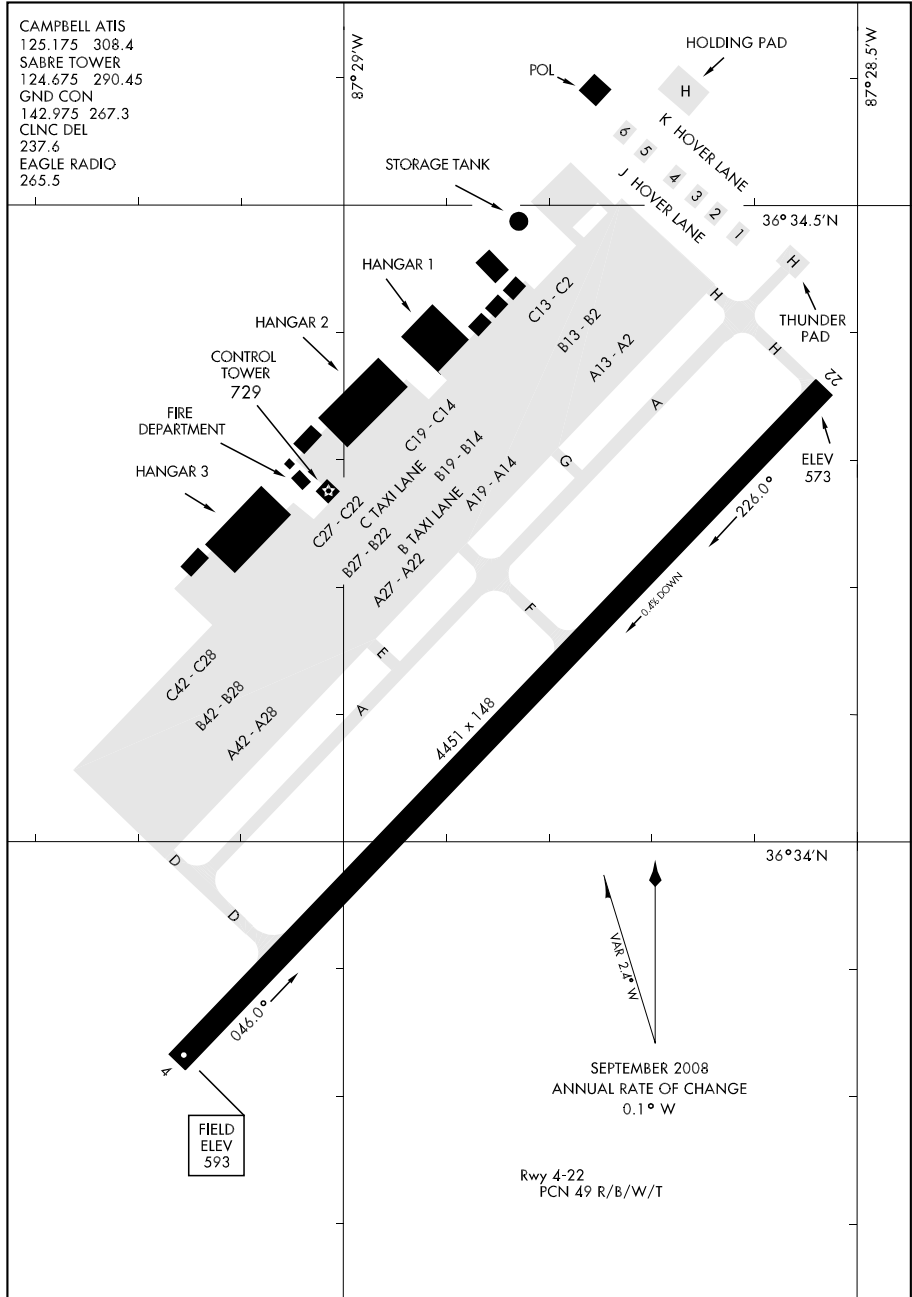 CAMPBELL ATIS
125.175 308.4
SABRE TOWER
124.675 290.45
GND CON
142.975 267.3
CLNC DEL
237.6
EAGLE RADIO
265.5
87°29'W
87°28.5'W
HOLDING PAD
POL
H
K HOVER LANE
6
5
4
3
2
1
J HOVER LANE
STORAGE TANK
36°34.5'N
H
THUNDER
PAD
HANGAR 1
H
H
C13 - C2
B13 - B2
A13 - A2
HANGAR 2
CONTROL
TOWER
729
22
ELEV
573
FIRE
DEPARTMENT
A
C19 - C14
B19 - B14
A19 - A14
G
HANGAR 3
C TAXI LANE
B TAXI LANE
C27 - C22
B27 - B22
A27 - A22
226.0°
0.4% DOWN
F
E
C42 - C28
B42 - B28
A42 - A28
A
4451 x 148
36°34'N
D
D
VAR 2.4° W
046.0°
4
SEPTEMBER 2008
ANNUAL RATE OF CHANGE
0.1° W
FIELD
ELEV
593
Rwy 4-22
PCN 49 R/B/W/T